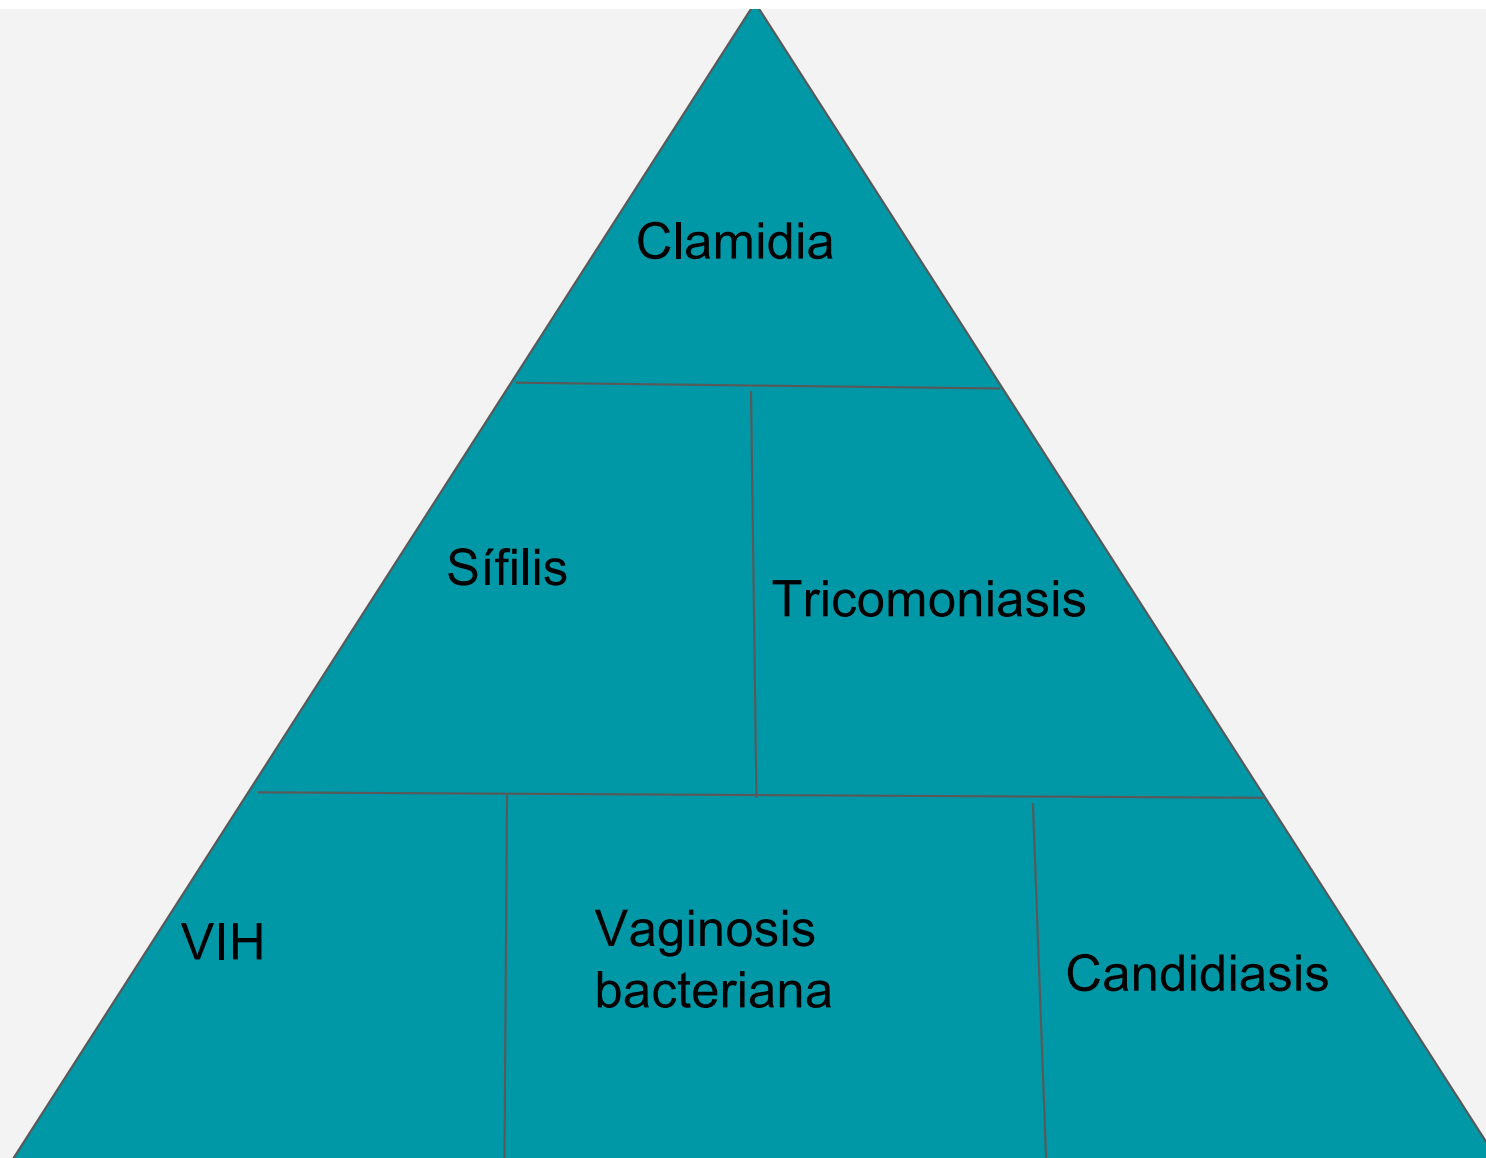 Clamidia
Sífilis
Tricomoniasis
VIH
Vaginosis
bacteriana
Candidiasis